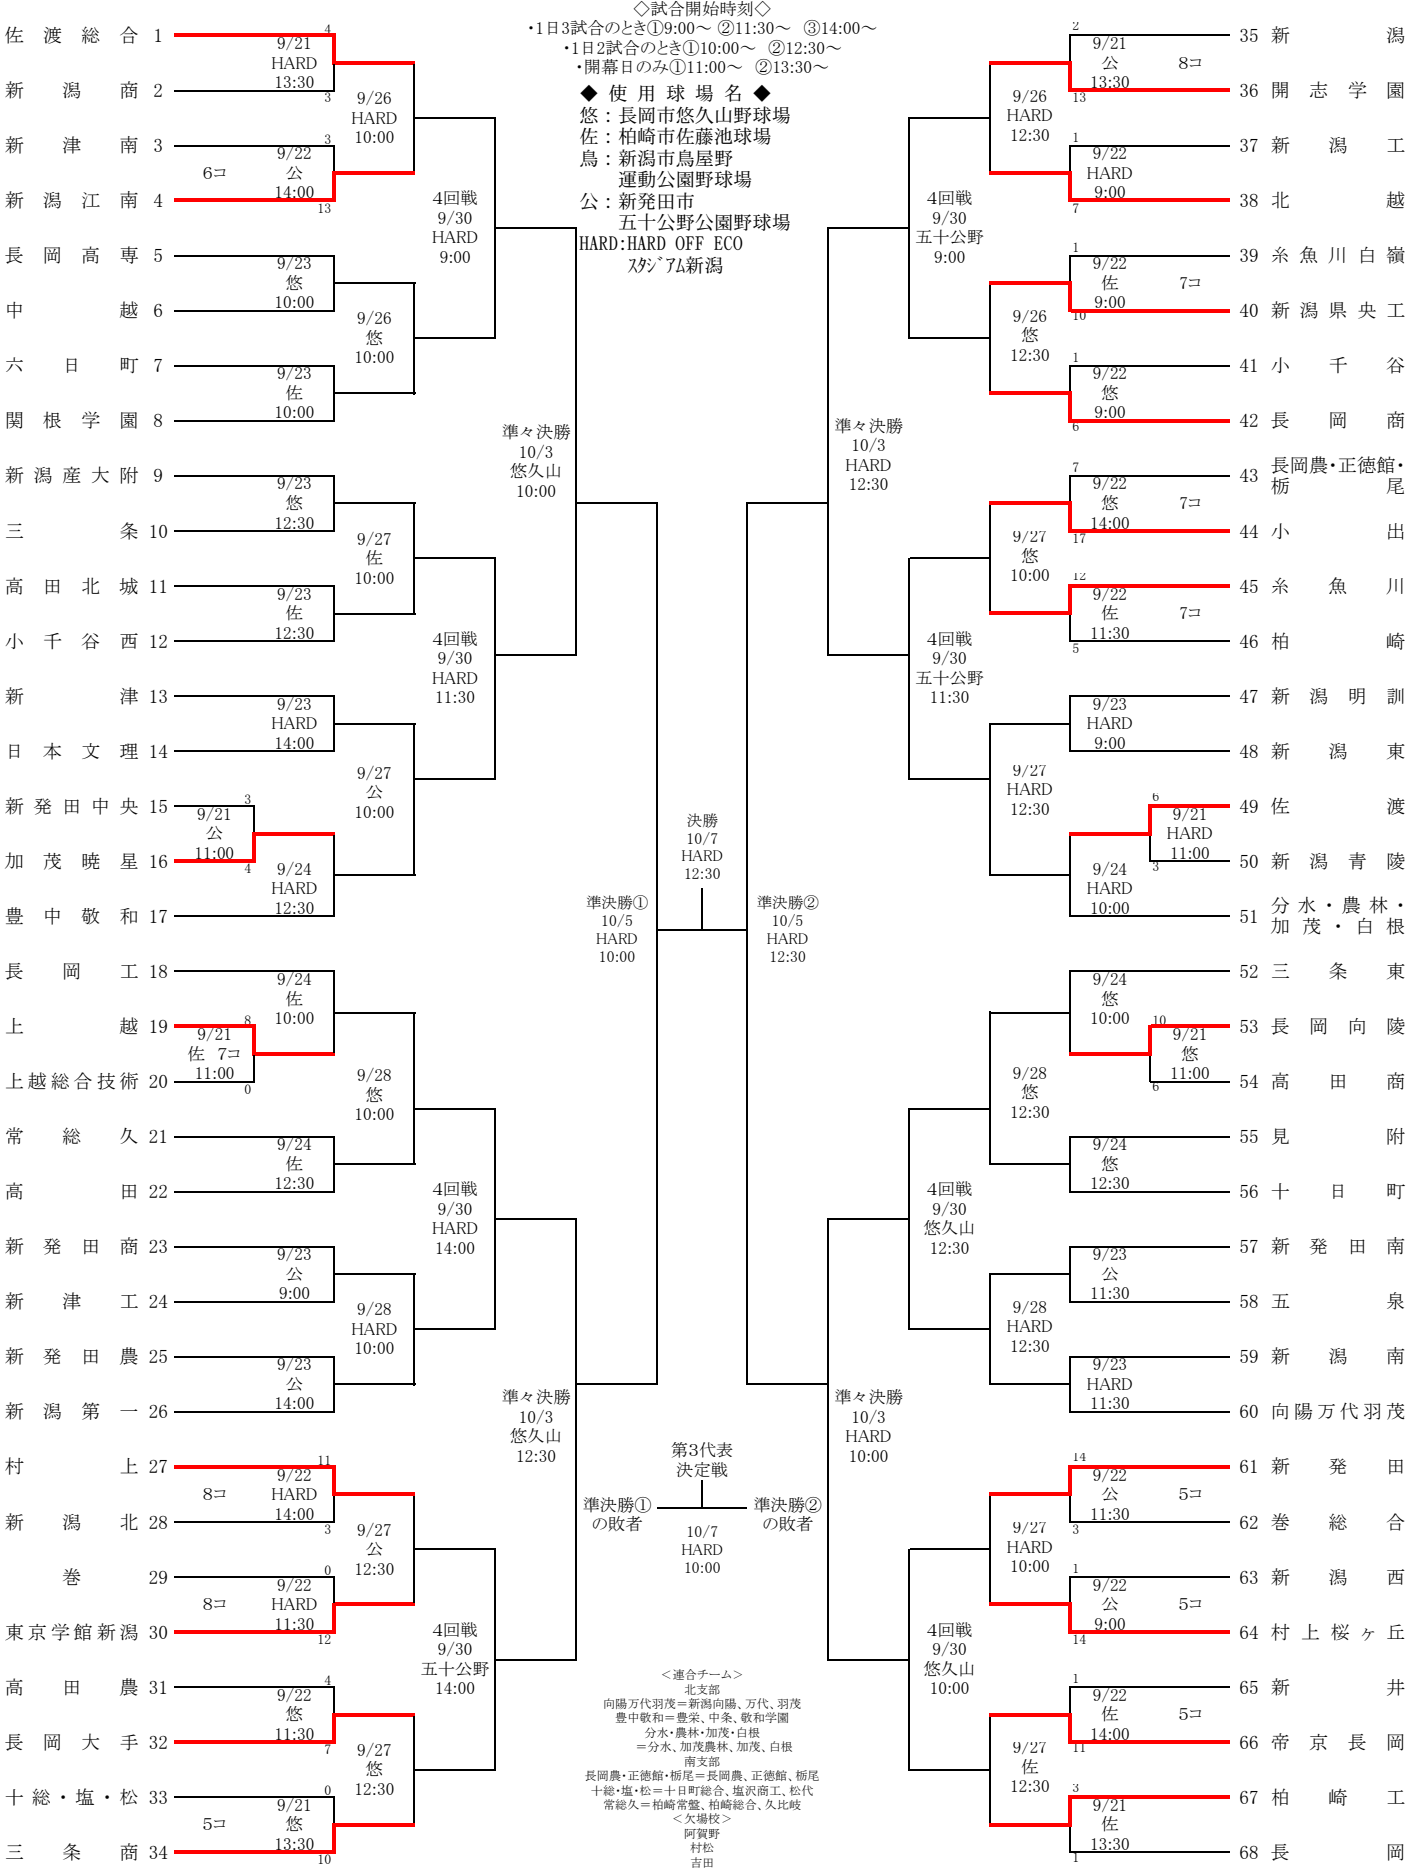 ◇試合開始時刻◇
・1日3試合のとき①9:00～ ②11:30～ ③14:00～
・1日2試合のとき①10:00～ ②12:30～
・開幕日のみ①11:00～ ②13:30～
◆ 使 用 球 場 名 ◆
悠：長岡市悠久山野球場
佐：柏崎市佐藤池球場
鳥：新潟市鳥屋野
運動公園野球場
公：新発田市
五十公野公園野球場
HARD:HARD OFF ECO
ｽﾀｼﾞｱﾑ新潟
佐渡総合 1
4
9/21
HARD
13:30
新潟商 2
3
新津南 3
3
6コ
9/22
公
14:00
新潟江南 4
13
9/26
HARD
10:00
長岡高専 5
9/23
悠
10:00
中越 6
六日町 7
9/23
佐
10:00
関根学園 8
9/26
悠
10:00
4回戦
9/30
HARD
9:00
新潟産大附 9
9/23
悠
12:30
三条 10
高田北城 11
9/23
佐
12:30
小千谷西 12
9/27
佐
10:00
新津 13
9/23
HARD
14:00
日本文理 14
新発田中央 15
3
9/21
公
11:00
加茂暁星 16
4
9/24
HARD
12:30
豊中敬和 17
9/27
公
10:00
4回戦
9/30
HARD
11:30
準々決勝
10/3
悠久山
10:00
長岡工 18
9/24
佐
10:00
上越 19
8
9/21
佐 7コ
11:00
上越総合技術 20
0
常総久 21
9/24
佐
12:30
高田 22
9/28
悠
10:00
新発田商 23
9/23
公
9:00
新津工 24
新発田農 25
9/23
公
14:00
新潟第一 26
9/28
HARD
10:00
4回戦
9/30
HARD
14:00
村上 27
11
8コ
9/22
HARD
14:00
新潟北 28
3
巻 29
0
8コ
9/22
HARD
11:30
東京学館新潟 30
12
9/27
公
12:30
高田農 31
4
9/22
悠
11:30
長岡大手 32
7
十総・塩・松 33
0
5コ
9/21
悠
13:30
三条商 34
10
9/27
悠
12:30
4回戦
9/30
五十公野
14:00
準々決勝
10/3
悠久山
12:30
準決勝①
10/5
HARD
10:00
決勝
10/7
HARD
12:30
準決勝②
10/5
HARD
12:30
第3代表
決定戦
準決勝①
の敗者
準決勝②
の敗者
10/7
HARD
10:00
2
35 新潟
9/21
公
13:30
8コ
36 開志学園
13
1
37 新潟工
9/22
HARD
9:00
38 北越
7
9/26
HARD
12:30
1
39 糸魚川白嶺
9/22
佐
9:00
7コ
40 新潟県央工
10
1
41 小千谷
9/22
悠
9:00
42 長岡商
6
9/26
悠
12:30
4回戦
9/30
五十公野
9:00
7
43 長岡農・正徳館・
栃尾
9/22
悠
14:00
7コ
44 小出
17
12
45 糸魚川
9/22
佐
11:30
7コ
46 柏崎
5
9/27
悠
10:00
47 新潟明訓
9/23
HARD
9:00
48 新潟東
6
49 佐渡
9/21
HARD
11:00
50 新潟青陵
3
9/24
HARD
10:00
51 分水・農林・
加茂・白根
9/27
HARD
12:30
4回戦
9/30
五十公野
11:30
準々決勝
10/3
HARD
12:30
52 三条東
9/24
悠
10:00
10
53 長岡向陵
9/21
悠
11:00
54 高田商
6
55 見附
9/24
悠
12:30
56 十日町
9/28
悠
12:30
57 新発田南
9/23
公
11:30
58 五泉
59 新潟南
9/23
HARD
11:30
60 向陽万代羽茂
9/28
HARD
12:30
4回戦
9/30
悠久山
12:30
14
61 新発田
9/22
公
11:30
5コ
62 巻総合
3
1
63 新潟西
9/22
公
9:00
5コ
64 村上桜ヶ丘
14
9/27
HARD
10:00
1
65 新井
9/22
佐
14:00
5コ
66 帝京長岡
11
3
67 柏崎工
9/21
佐
13:30
68 長岡
1
9/27
佐
12:30
4回戦
9/30
悠久山
10:00
準々決勝
10/3
HARD
10:00
＜連合チーム＞
北支部
向陽万代羽茂＝新潟向陽、万代、羽茂
豊中敬和＝豊栄、中条、敬和学園
分水・農林・加茂・白根
＝分水、加茂農林、加茂、白根
南支部
長岡農・正徳館・栃尾＝長岡農、正徳館、栃尾
十総・塩・松＝十日町総合、塩沢商工、松代
常総久＝柏崎常盤、柏崎総合、久比岐
＜欠場校＞
阿賀野
村松
吉田